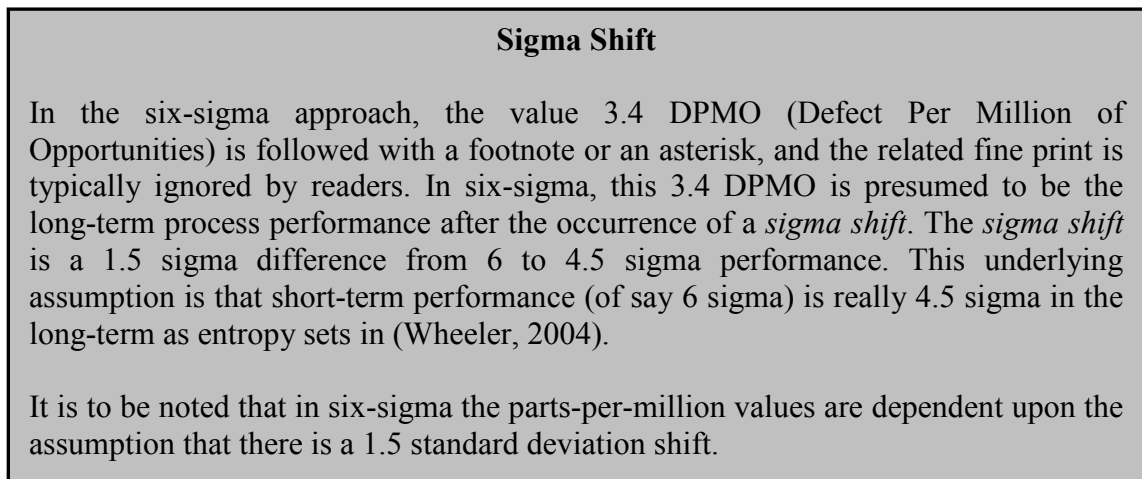 Sigma Shift
In the six-sigma approach, the value 3.4 DPMO (Defect Per Million of
Opportunities) is followed with a footnote or an asterisk, and the related fine print is
typically ignored by readers. In six-sigma, this 3.4 DPMO is presumed to be the
long-term process performance after the occurrence of a sigma shift. The sigma shift
is a 1.5 sigma difference from 6 to 4.5 sigma performance. This underlying
assumption is that short-term performance (of say 6 sigma) is really 4.5 sigma in the
long-term as entropy sets in (Wheeler, 2004).
It is to be noted that in six-sigma the parts-per-million values are dependent upon the
assumption that there is a 1.5 standard deviation shift.